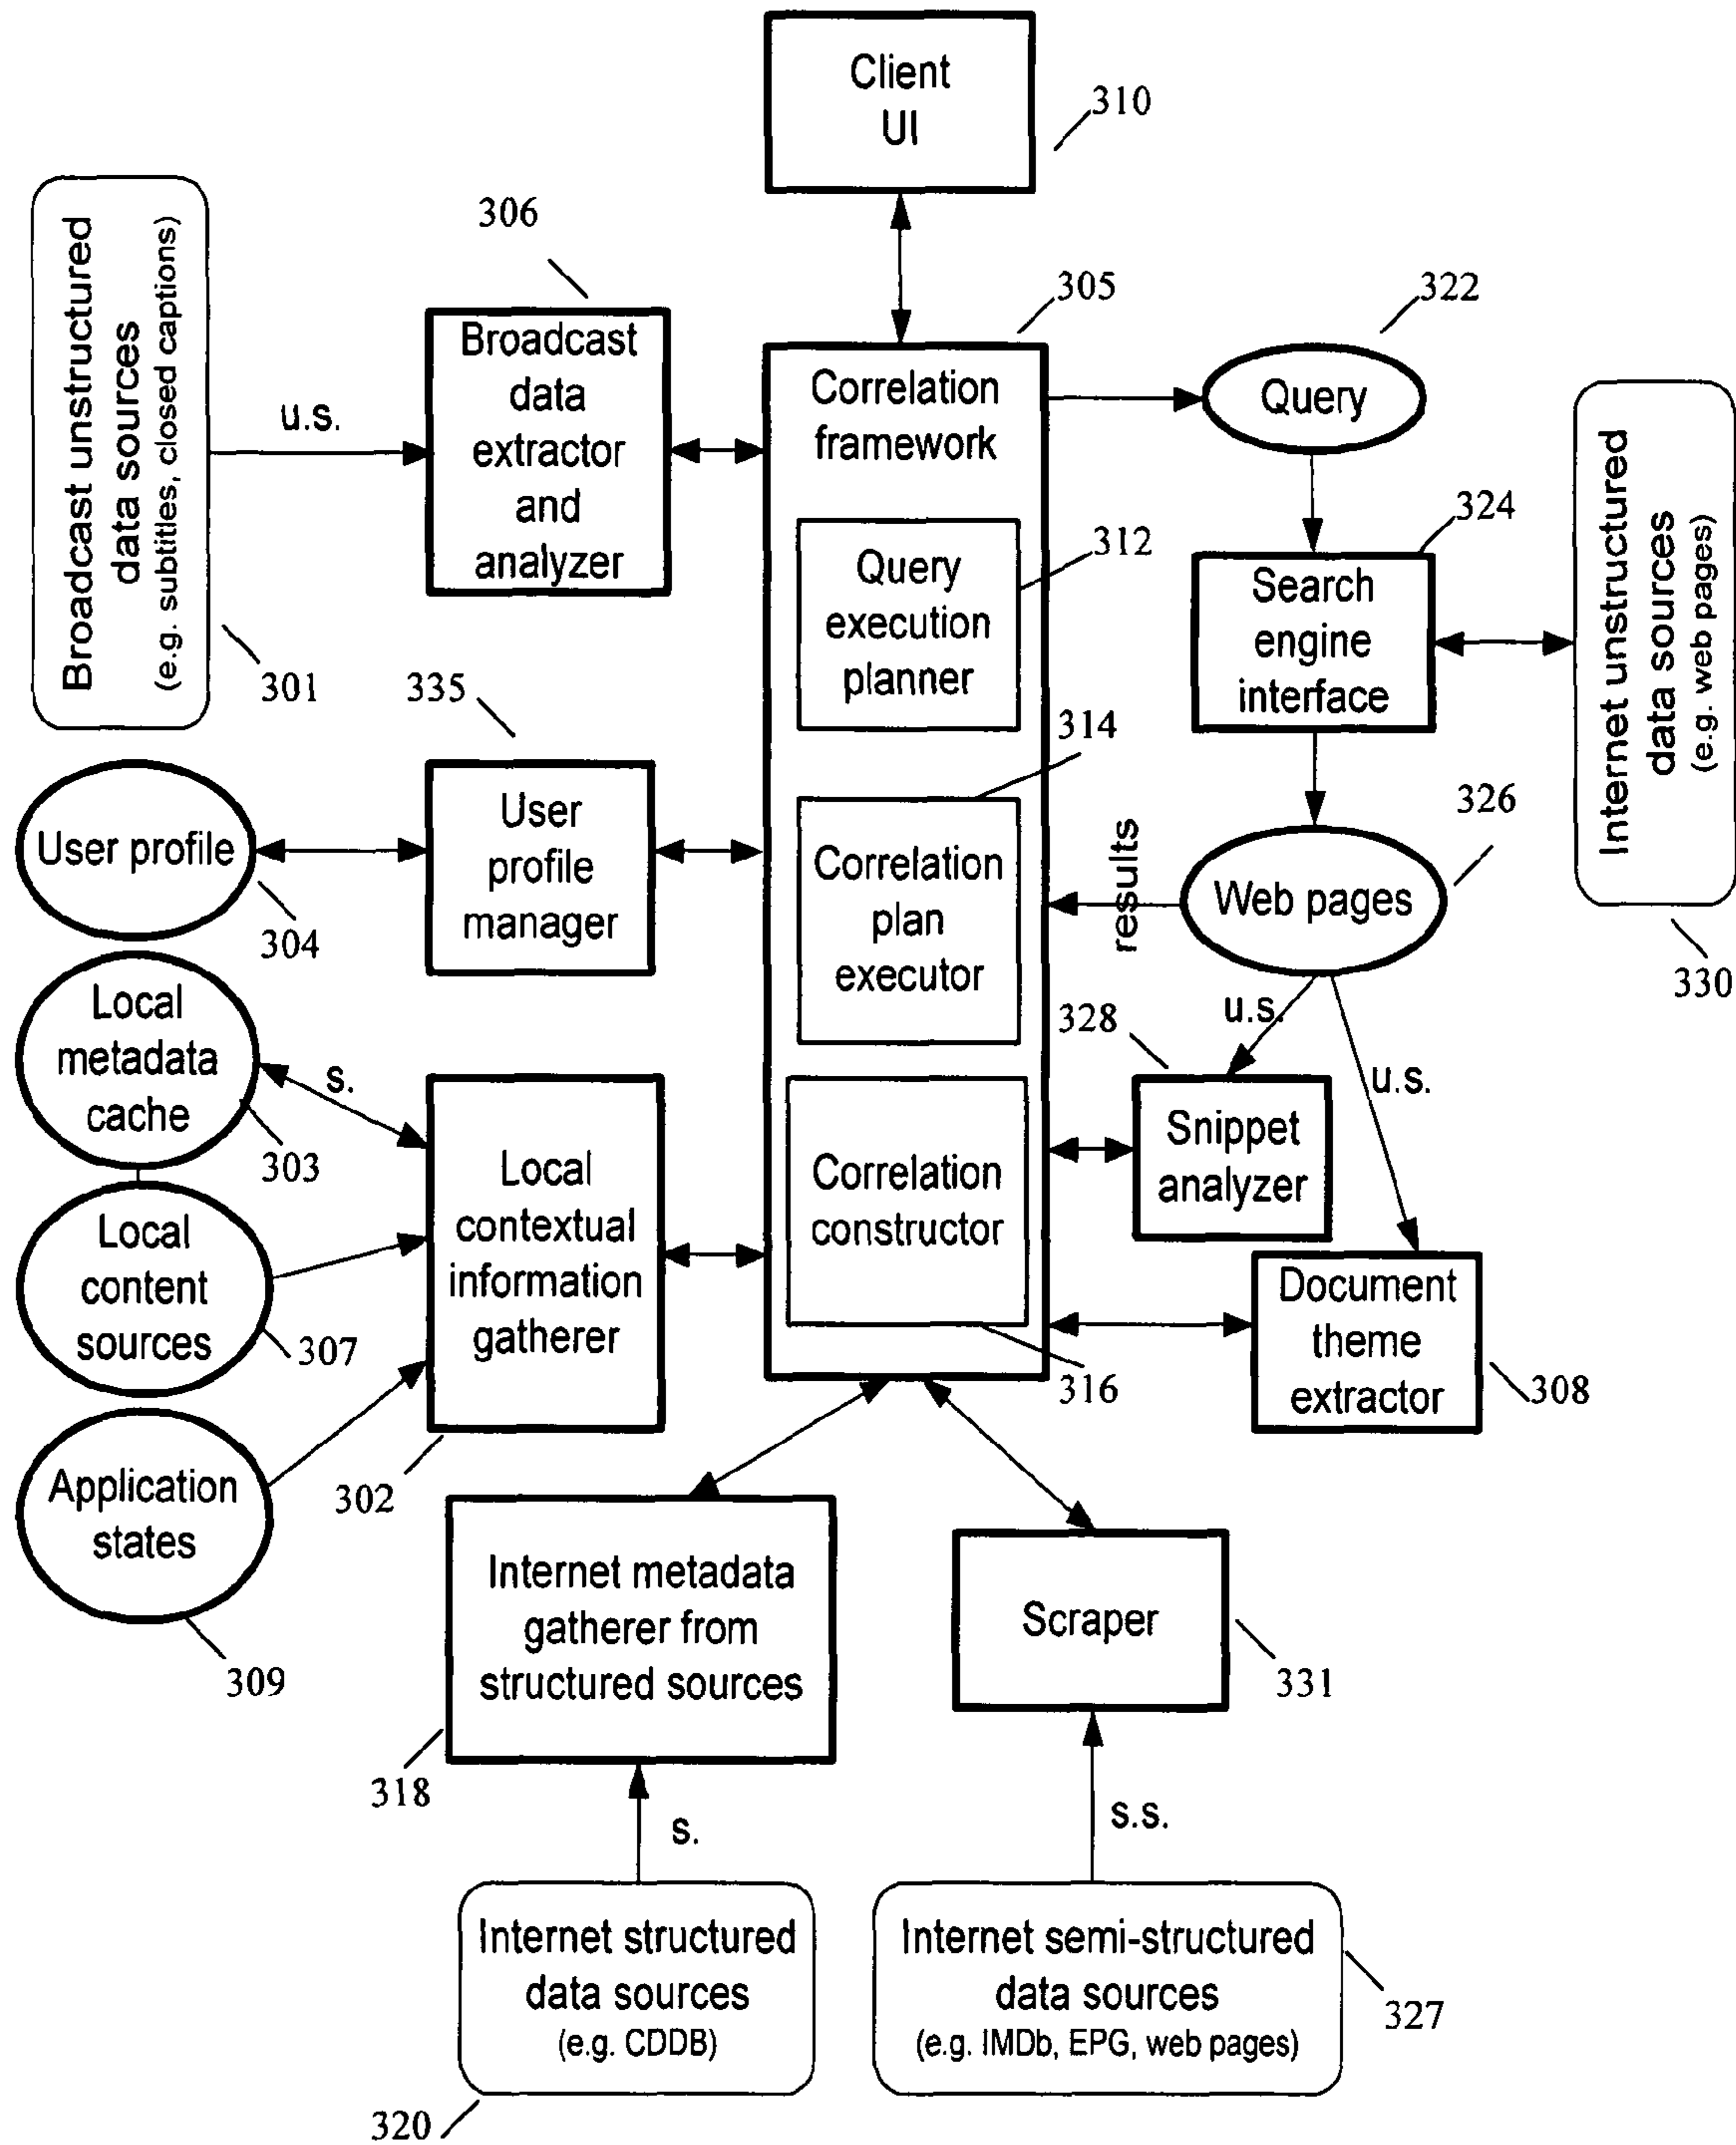 Client
UI
310
306
Broadcast unstructured
data sources
(e.g. subtitles, closed captions)
301
u.s.
Broadcast
data
extractor
and
analyzer
305
Correlation
framework
322
Query
Query
execution
planner
312
324
Search
engine
interface
Internet unstructured
data sources
(e.g. web pages)
330
335
User profile
304
User
profile
manager
314
Correlation
plan
executor
results
Web pages
326
Local
metadata
cache
303
s.
Local
content
sources
307
Application
states
309
Local
contextual
information
gatherer
302
Correlation
constructor
316
u.s.
328
Snippet
analyzer
u.s.
Document
theme
extractor
308
Internet metadata
gatherer from
structured sources
318
Scraper
331
s.
s.s.
Internet structured
data sources
(e.g. CDDB)
320
Internet semi-structured
data sources
(e.g. IMDb, EPG, web pages)
327